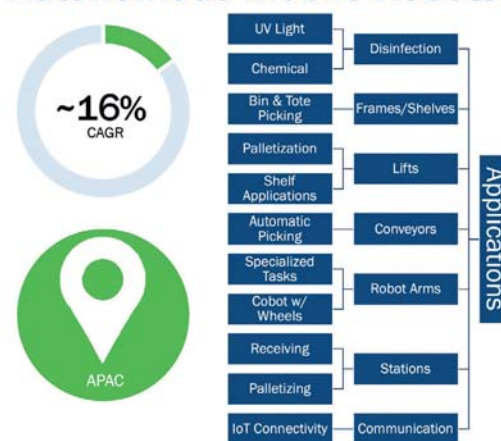 ~16%
CAGR
APAC
UV Light
Chemical
Disinfection
Bin & Tote
Picking
Frames/Shelves
Palletization
Shelf
Applications
Lifts
Automatic
Picking
Conveyors
Specialized
Tasks
Cobot w/
Wheels
Robot Arms
Receiving
Palletizing
Stations
IoT Connectivity
Communication
Applications